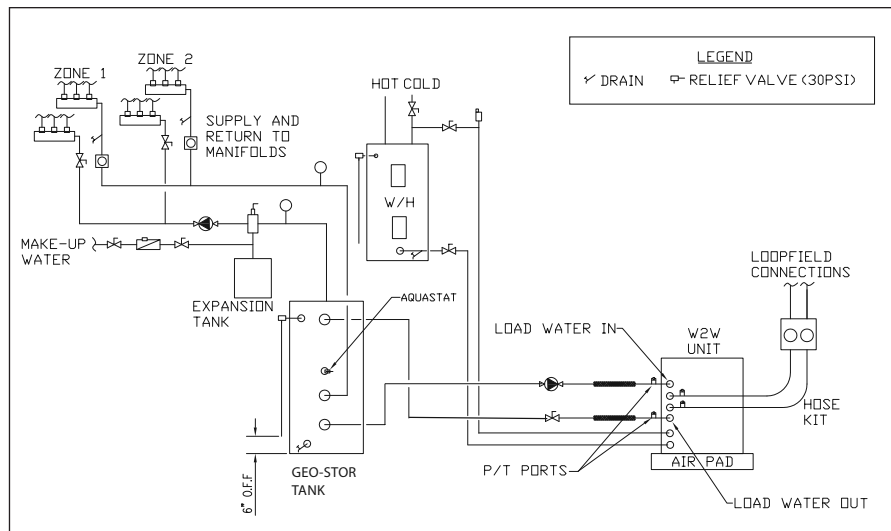 ZONE 1
ZONE 2
SUPPLY AND
RETURN TO
MANIFOLDS
HOT COLD
LEGEND
DRAIN
RELIEF VALVE (30PSI)
W/H
MAKE-UP
WATER
EXPANSION
TANK
AQUASTAT
LOOPFIELD
CONNECTIONS
LOAD WATER IN
W2W
UNIT
HOSE
KIT
P/T PORTS
AIR PAD
LOAD WATER OUT
6" O.F.F
GEO-STOR
TANK